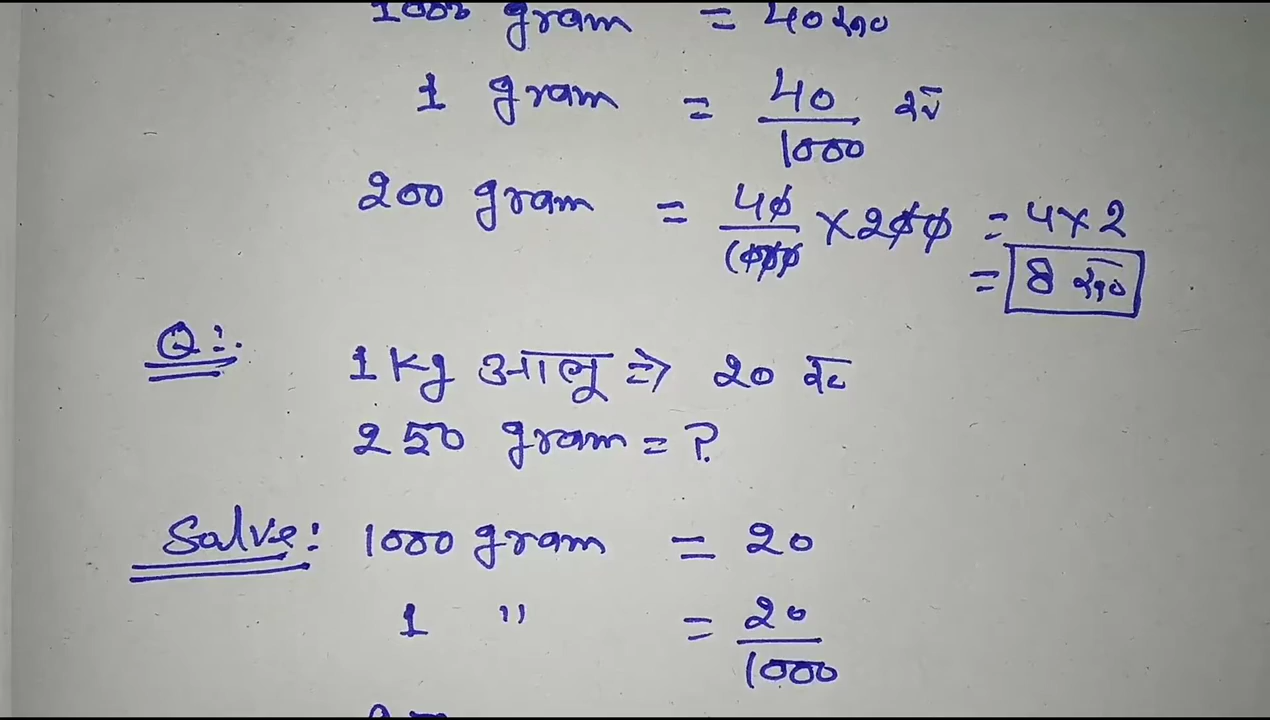 1000 gram = 40 रु०
1 gram = 40/1000 रु
200 gram = 40/1000 × 200 = 4×2
= 8 रु०
Q:. 1 Kg आलू => 20 रु
250 gram = ?
Solve: 1000 gram = 20
1 " = 20/1000